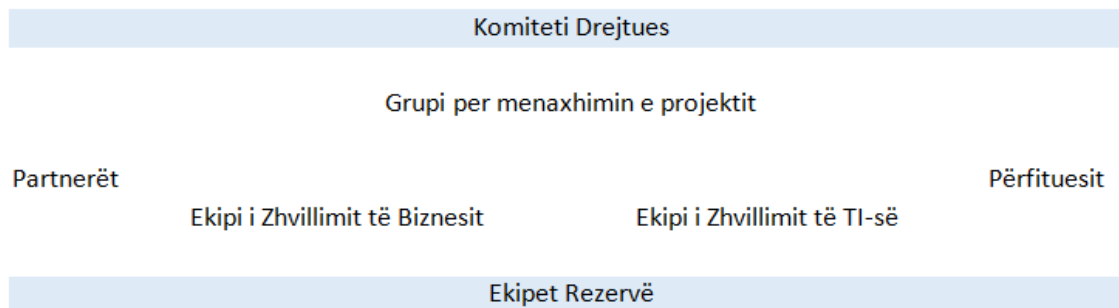 Komiteti Drejtues
Grupi per menaxhimin e projektit
Partnerët
Përfituesit
Ekipi i Zhvillimit të Biznesit
Ekipi i Zhvillimit të TI-së
Ekipet Rezervë